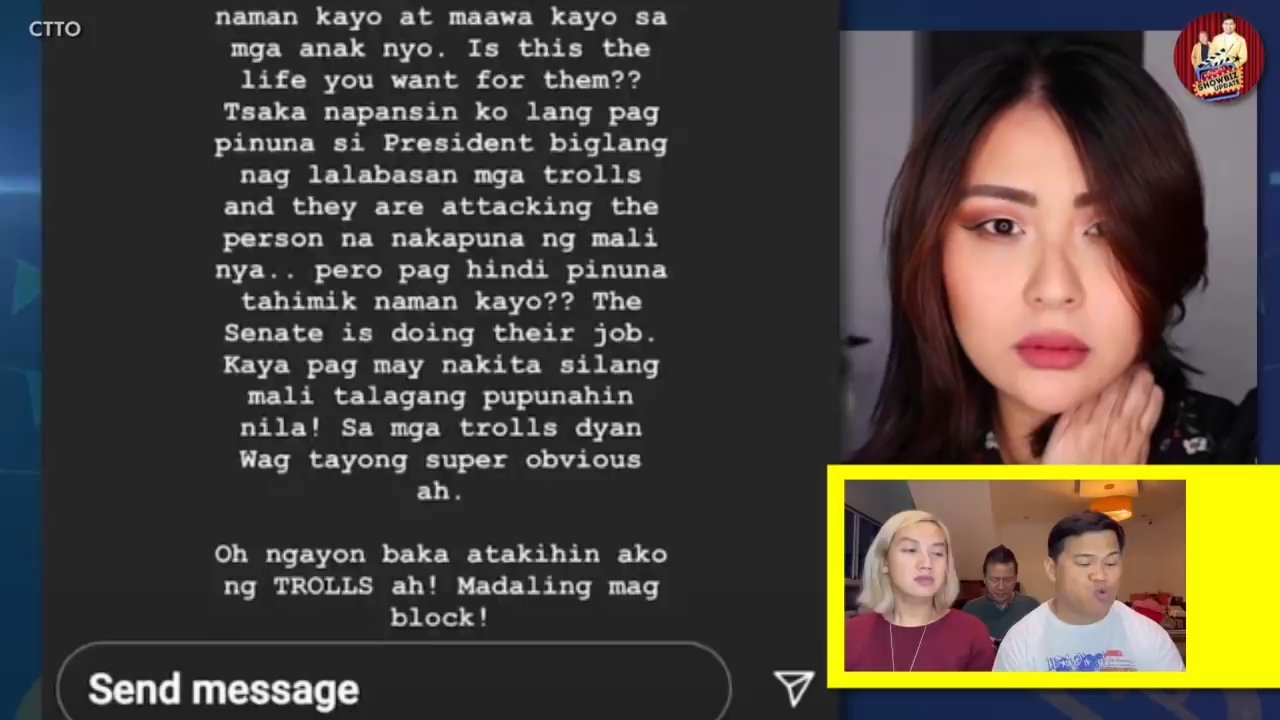 CTTO
naman kayo at maawa kayo sa
mga anak nyo. Is this the
life you want for them??
Tsaka napansin ko lang pag
pinuna si President biglang
nag lalabasan mga trolls
and they are attacking the
person na nakapuna ng mali
nya.. pero pag hindi pinuna
tahimik naman kayo?? The
Senate is doing their job.
Kaya pag may nakita silang
mali talagang pupunahin
nila! Sa mga trolls dyan
Wag tayong super obvious
ah.
Oh ngayon baka atakihin ako
ng TROLLS ah! Madaling mag
block!
Send message
SHOWBIZ
UPDATE